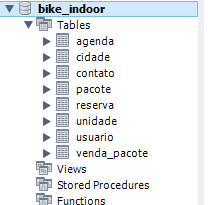 bike_indoor
Tables
agenda
cidade
contato
pacote
reserva
unidade
usuario
venda_pacote
Views
Stored Procedures
Functions